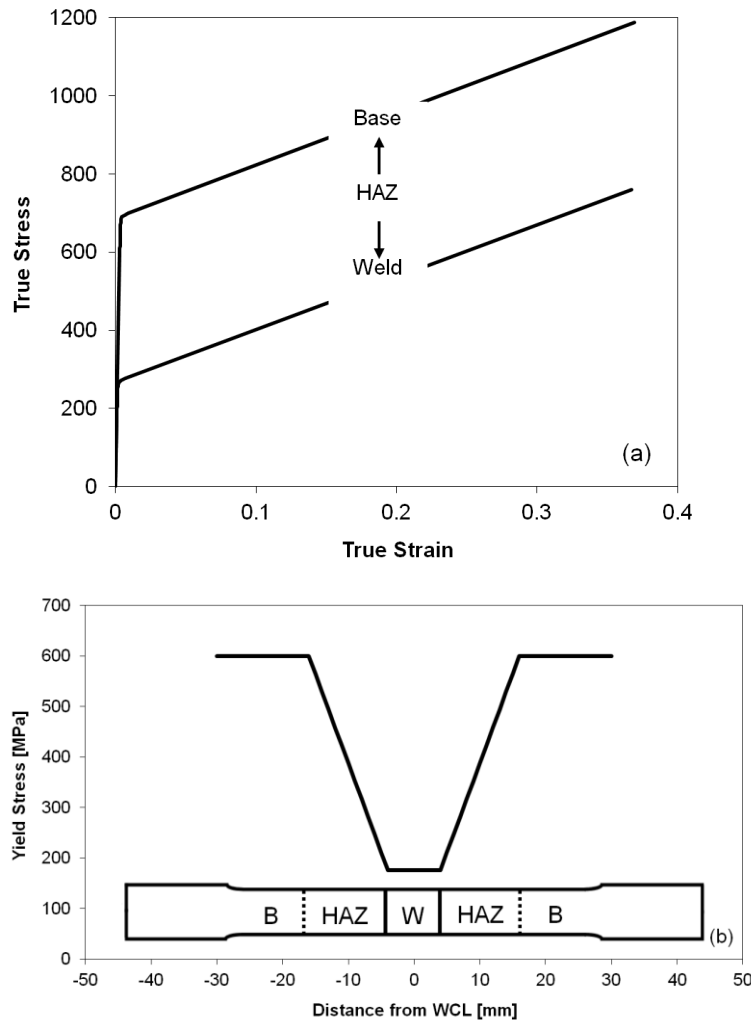 1200
1000
800
600
400
200
0
True Stress
Base
HAZ
Weld
(a)
0 0.1 0.2 0.3 0.4
True Strain
700
600
500
400
300
200
100
0
Yield Stress [MPa]
B HAZ W HAZ B
(b)
-50 -40 -30 -20 -10 0 10 20 30 40 50
Distance from WCL [mm]